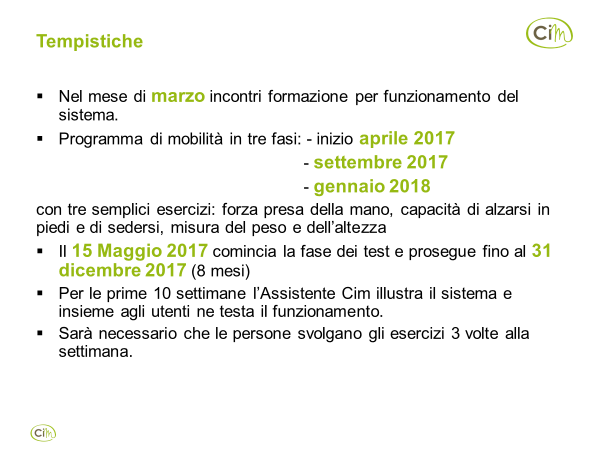 Tempistiche
Cim
▪ Nel mese di marzo incontri formazione per funzionamento del
sistema.
▪ Programma di mobilità in tre fasi: - inizio aprile 2017
- settembre 2017
- gennaio 2018
con tre semplici esercizi: forza presa della mano, capacità di alzarsi in
piedi e di sedersi, misura del peso e dell'altezza
▪ Il 15 Maggio 2017 comincia la fase dei test e prosegue fino al 31
dicembre 2017 (8 mesi)
▪ Per le prime 10 settimane l'Assistente Cim illustra il sistema e
insieme agli utenti ne testa il funzionamento.
▪ Sarà necessario che le persone svolgano gli esercizi 3 volte alla
settimana.
Cim